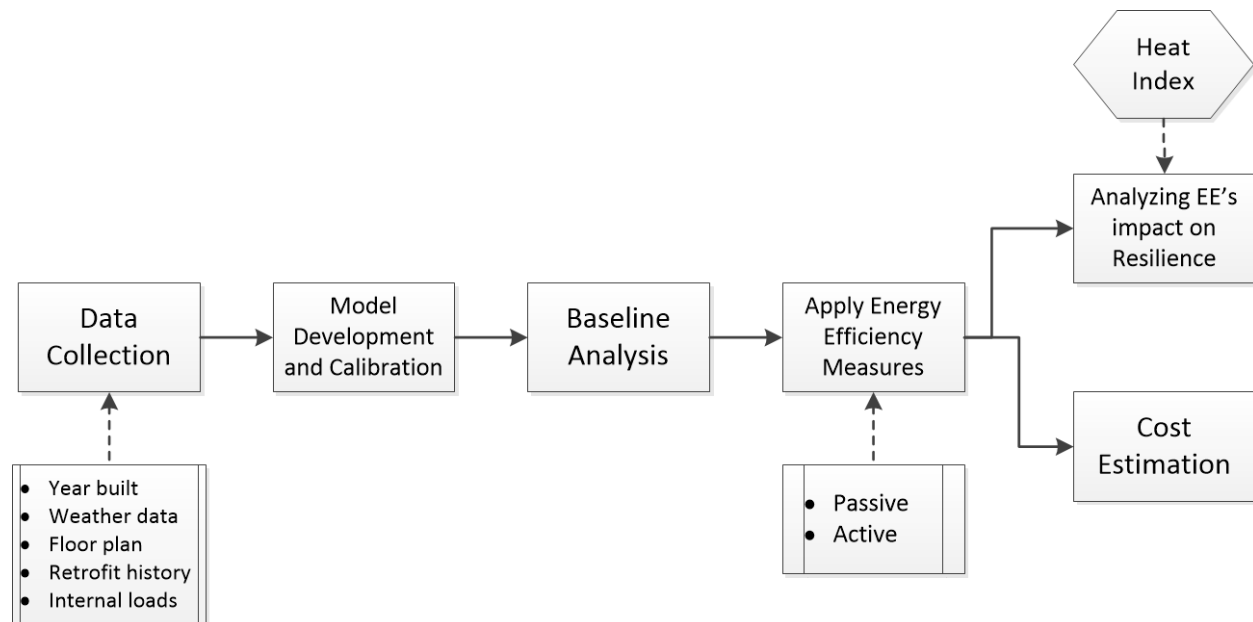 Heat
Index
Analyzing EE's
impact on
Resilience
Data
Collection
Model
Development
and Calibration
Baseline
Analysis
Apply Energy
Efficiency
Measures
Cost
Estimation
• Year built
• Weather data
• Floor plan
• Retrofit history
• Internal loads
• Passive
• Active